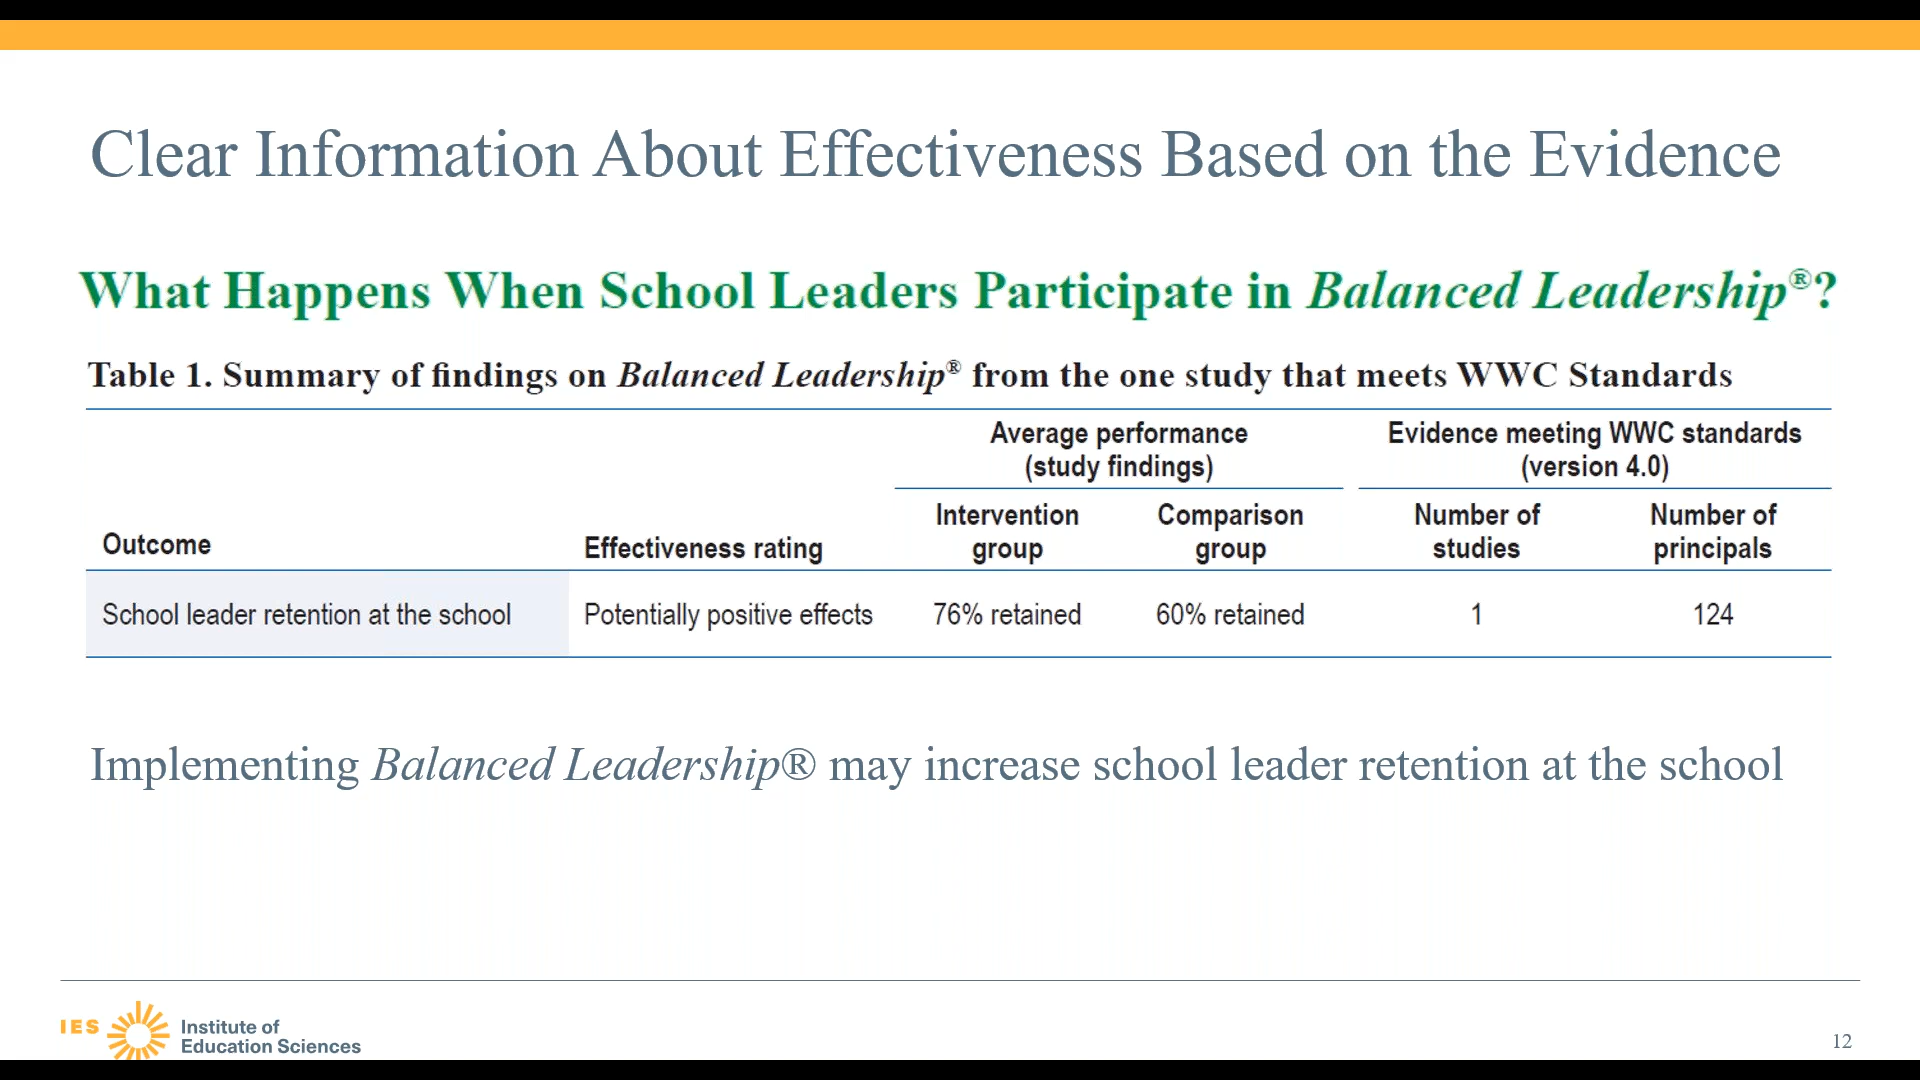 Clear Information About Effectiveness Based on the Evidence
What Happens When School Leaders Participate in Balanced Leadership®?
Table 1. Summary of findings on Balanced Leadership® from the one study that meets WWC Standards
Average performance
(study findings)
Evidence meeting WWC standards
(version 4.0)
Outcome
Effectiveness rating
Intervention
group
Comparison
group
Number of
studies
Number of
principals
School leader retention at the school
Potentially positive effects
76% retained
60% retained
1
124
Implementing Balanced Leadership® may increase school leader retention at the school
IES
Institute of
Education Sciences
12